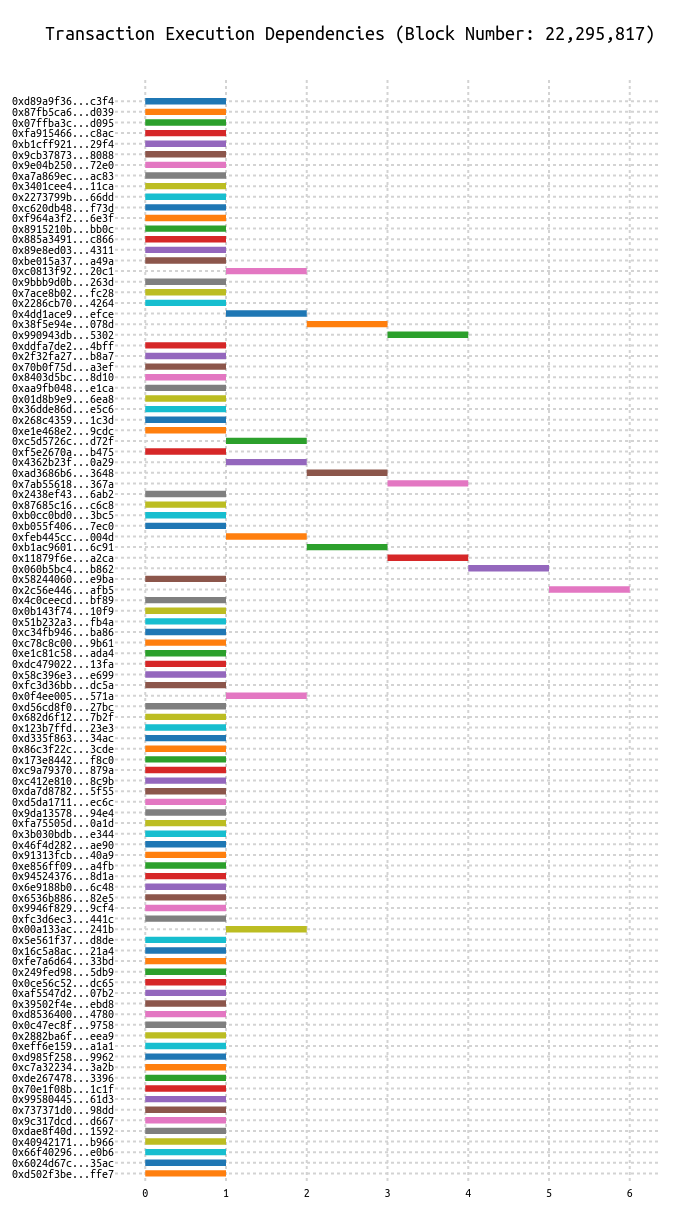 Transaction Execution Dependencies (Block Number: 22,295,817)
0xd89a9f36...c3f4
0x87fb5ca6...d039
0x07ffba3c...d095
0xfa915466...c8ac
0xb1cff921...29f4
0x9cb37873...8088
0x9e04b250...72e0
0xa7a869ec...ac83
0x3401cee4...11ca
0x2273799b...66dd
0xc620db48...f73d
0xf964a3f2...6e3f
0x8915210b...bb0c
0x885a3491...c866
0x89e8ed03...4311
0xbe015a37...a49a
0xc0813f92...20c1
0x9bbb9d0b...263d
0x7ace8b02...fc28
0x2286cb70...4264
0x4dd1ace9...efce
0x38f5e94e...078d
0x990943db...5302
0xddfa7de2...4bff
0x2f32fa27...b8a7
0x70b0f75d...a3ef
0x8403d5bc...8d10
0xaa9fb048...e1ca
0x01d8b9e9...6ea8
0x36dde86d...e5c6
0x268c4359...1c3d
0xe1e468e2...9cdc
0xc5d5726c...d72f
0xf5e2670a...b475
0x4362b23f...0a29
0xad3686b6...3648
0x7ab55618...367a
0x2438ef43...6ab2
0x87685c16...c6c8
0xb0cc0bd0...3bc5
0xb055f406...7ec0
0xfeb445cc...004d
0xb1ac9601...6c91
0x11879f6e...a2ca
0x060b5bc4...b862
0x58244060...e9ba
0x2c56e446...afb5
0x4c0ceecd...bf89
0x0b143f74...10f9
0x51b232a3...fb4a
0xc34fb946...ba86
0xc78c8c00...9b61
0xe1c81c58...ada4
0xdc479022...13fa
0x58c396e3...e699
0xfc3d36bb...dc5a
0x0f4ee005...571a
0xd56cd8f0...27bc
0x682d6f12...7b2f
0x123b7ffd...23e3
0xd335f863...34ac
0x86c3f22c...3cde
0x173e8442...f8c0
0xc9a79370...879a
0xc412e810...8c9b
0xda7d8782...5f55
0xd5da1711...ec6c
0x9da13578...94e4
0xfa75505d...0a1d
0x3b030bdb...e344
0x46f4d282...ae90
0x91313fcb...40a9
0xe856ff09...a4fb
0x94524376...8d1a
0x6e9188b0...6c48
0x6536b886...82e5
0x9946f829...9cf4
0xfc3d6ec3...441c
0x00a133ac...241b
0x5e561f37...d8de
0x16c5a8ac...21a4
0xfe7a6d64...33bd
0x249fed98...5db9
0x0ce56c52...dc65
0xaf5547d2...07b2
0x39502f4e...ebd8
0xd8536400...4780
0x0c47ec8f...9758
0x2882ba6f...eea9
0xeff6e159...a1a1
0xd985f258...9962
0xc7a32234...3a2b
0xde267478...3396
0x70e1f08b...1c1f
0x99580445...61d3
0x737371d0...98dd
0x9c317dcd...d667
0xdae8f40d...1592
0x40942171...b966
0x66f40296...e0b6
0x6024d67c...35ac
0xd502f3be...ffe7
0 1 2 3 4 5 6